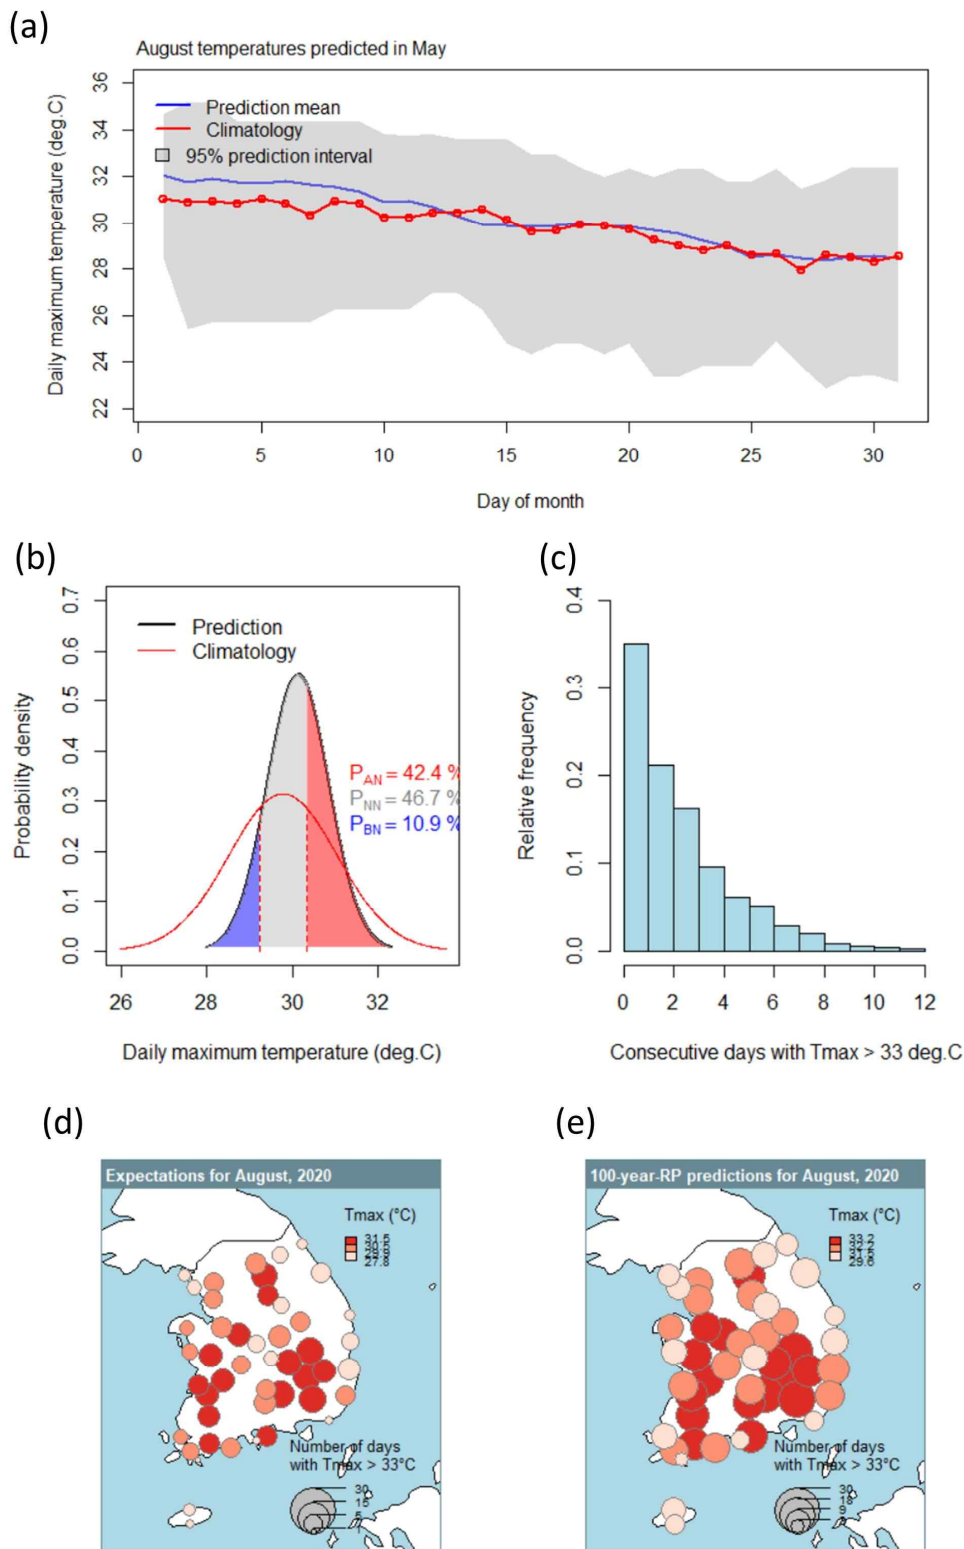 (a)
August temperatures predicted in May
Daily maximum temperature (deg.C)
36
34
32
30
28
26
24
22
Prediction mean
Climatology
95% prediction interval
0 5 10 15 20 25 30
Day of month
(b)
Probability density
0.7
0.6
0.5
0.4
0.3
0.2
0.1
0.0
Prediction
Climatology
PAN = 42.4 %
PNN = 46.7 %
PBN = 10.9 %
26 28 30 32
Daily maximum temperature (deg.C)
(c)
Relative frequency
0.4
0.3
0.2
0.1
0.0
0 2 4 6 8 10 12
Consecutive days with Tmax > 33 deg.C
(d)
Expectations for August, 2020
Tmax (°C)
31.5
27.8
Number of days
with Tmax > 33°C
30
15
5
1
(e)
100-year-RP predictions for August, 2020
Tmax (°C)
33.2
29.6
Number of days
with Tmax > 33°C
30
18
9